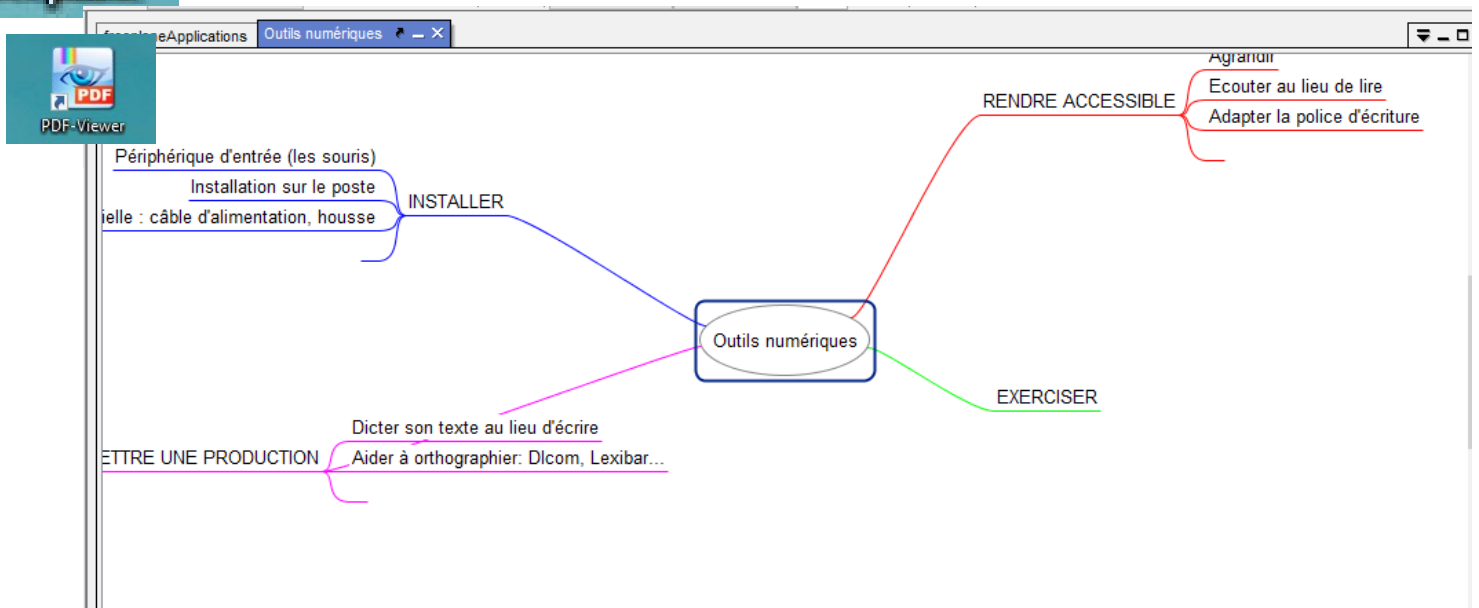 Applications
Outils numériques
PDF
PDF-Viewer
Agrandir
Ecouter au lieu de lire
RENDRE ACCESSIBLE
Adapter la police d'écriture
Périphérique d'entrée (les souris)
Installation sur le poste
INSTALLER
ielle : câble d'alimentation, housse
Outils numériques
EXERCISER
Dicter son texte au lieu d'écrire
ETTRE UNE PRODUCTION
Aider à orthographier: DIcom, Lexibar...